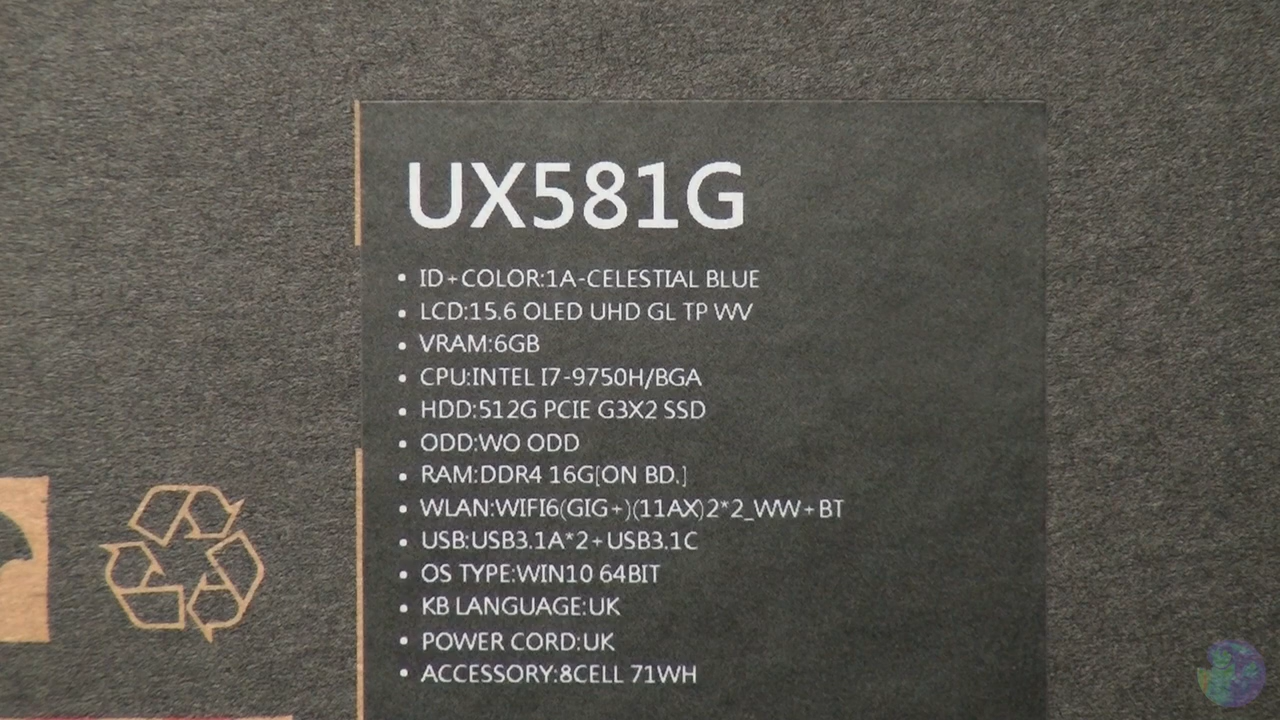 UX581G
• ID+COLOR:1A-CELESTIAL BLUE
• LCD:15.6 OLED UHD GL TP WV
• VRAM:6GB
• CPU:INTEL I7-9750H/BGA
• HDD:512G PCIE G3X2 SSD
• ODD:WO ODD
• RAM:DDR4 16G[ON BD.]
• WLAN:WIFI6(GIG+)(11AX)2*2_WW+BT
• USB:USB3.1A*2+USB3.1C
• OS TYPE:WIN10 64BIT
• KB LANGUAGE:UK
• POWER CORD:UK
• ACCESSORY:8CELL 71WH